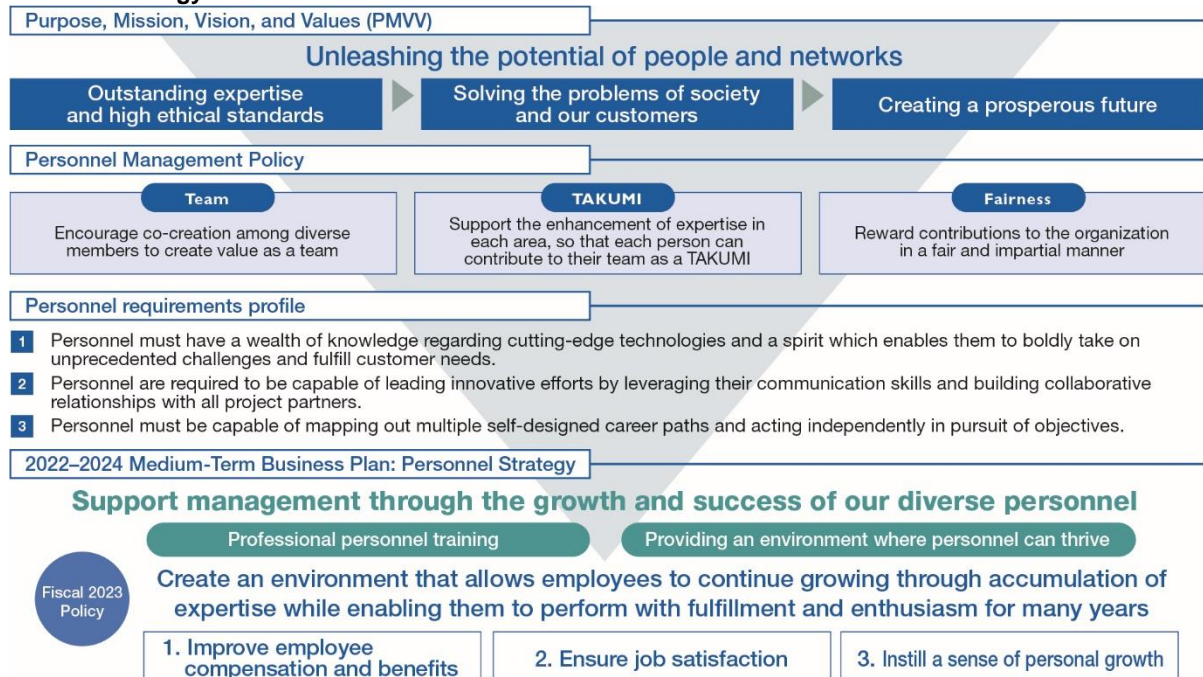 Purpose, Mission, Vision, and Values (PMVV)
Unleashing the potential of people and networks
Outstanding expertise
and high ethical standards
Solving the problems of society
and our customers
Creating a prosperous future
Personnel Management Policy
Team
Encourage co-creation among diverse
members to create value as a team
TAKUMI
Support the enhancement of expertise in
each area, so that each person can
contribute to their team as a TAKUMI
Fairness
Reward contributions to the organization
in a fair and impartial manner
Personnel requirements profile
1 Personnel must have a wealth of knowledge regarding cutting-edge technologies and a spirit which enables them to boldly take on
unprecedented challenges and fulfill customer needs.
2 Personnel are required to be capable of leading innovative efforts by leveraging their communication skills and building collaborative
relationships with all project partners.
3 Personnel must be capable of mapping out multiple self-designed career paths and acting independently in pursuit of objectives.
2022–2024 Medium-Term Business Plan: Personnel Strategy
Support management through the growth and success of our diverse personnel
Professional personnel training
Providing an environment where personnel can thrive
Fiscal 2023
Policy
Create an environment that allows employees to continue growing through accumulation of
expertise while enabling them to perform with fulfillment and enthusiasm for many years
1. Improve employee
compensation and benefits
2. Ensure job satisfaction
3. Instill a sense of personal growth